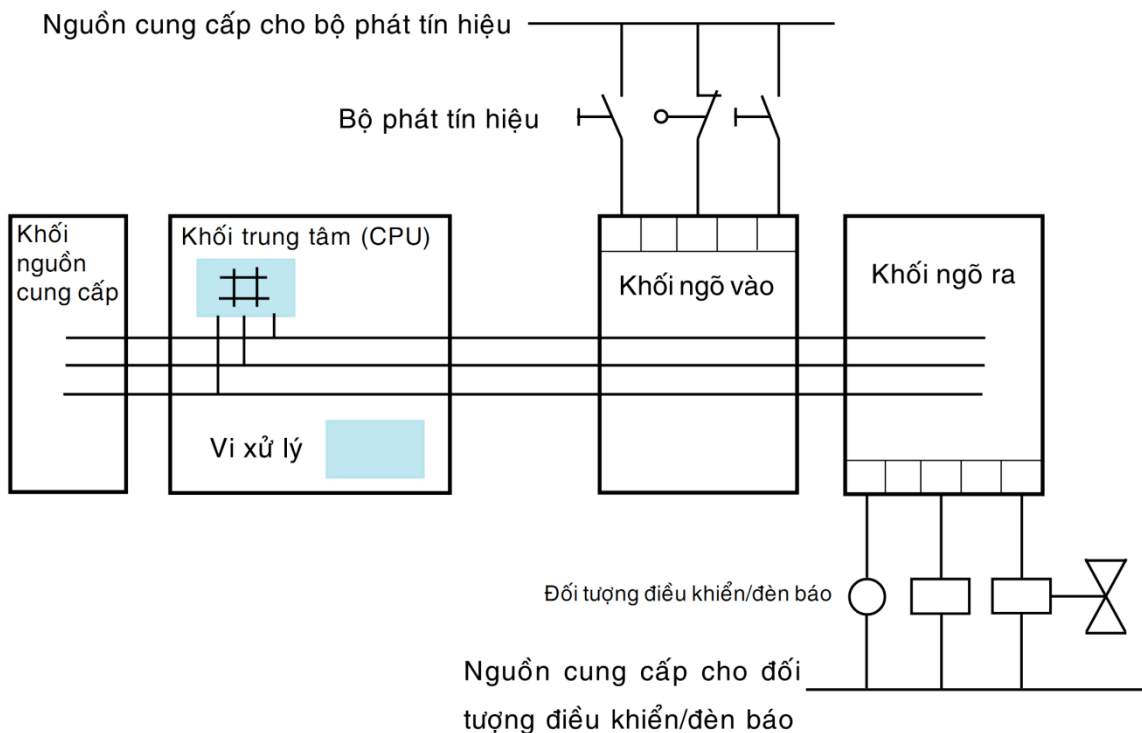 Nguồn cung cấp cho bộ phát tín hiệu
Bộ phát tín hiệu
Khối
nguồn
cung cấp
Khối trung tâm (CPU)
Vi xử lý
Khối ngõ vào
Khối ngõ ra
Đối tượng điều khiển/đèn báo
Nguồn cung cấp cho đối
tượng điều khiển/đèn báo